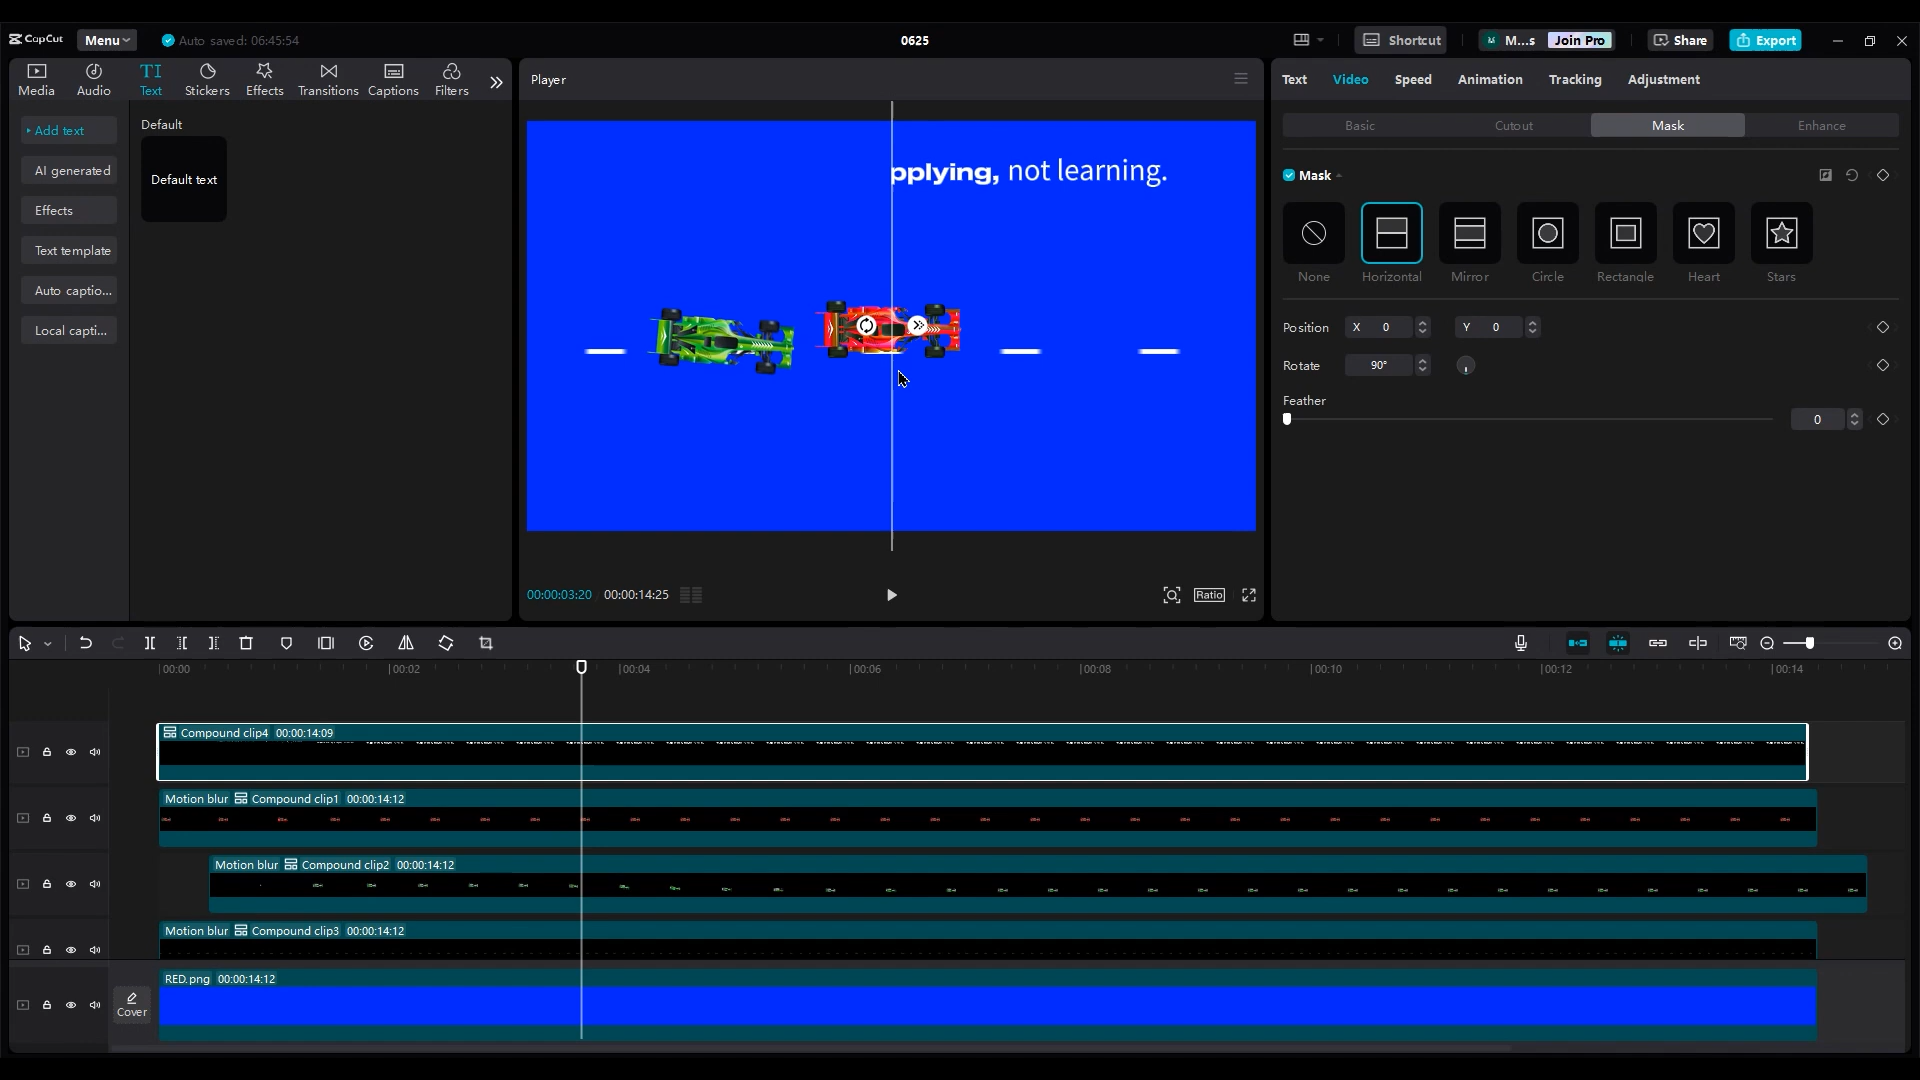 CapCut Menu Auto saved: 06:45:54 0625 Shortcut M...s Join Pro Share Export
Media Audio Text Stickers Effects Transitions Captions Filters
Add text
AI generated
Effects
Text template
Auto captio...
Local capti...
Default
Default text
Player
pplying, not learning.
00:00:03:20 00:00:14:25 Ratio
Text Video Speed Animation Tracking Adjustment
Basic Cutout Mask Enhance
Mask
None Horizontal Mirror Circle Rectangle Heart Stars
Position X 0 Y 0
Rotate 90°
Feather
0
00:00 00:02 00:04 00:06 00:08 00:10 00:12 00:14
Compound clip4 00:00:14:09
Motion blur Compound clip1 00:00:14:12
Motion blur Compound clip2 00:00:14:12
Motion blur Compound clip3 00:00:14:12
RED.png 00:00:14:12
Cover